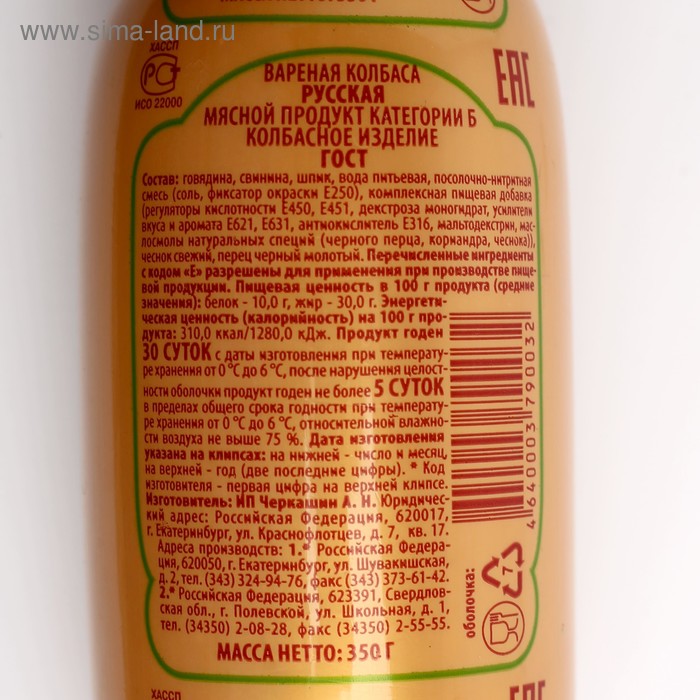 © www.sima-land.ru
ХАССП
РС
ИСО 22000
ЕАС
ВАРЕНАЯ КОЛБАСА
РУССКАЯ
МЯСНОЙ ПРОДУКТ КАТЕГОРИИ Б
КОЛБАСНОЕ ИЗДЕЛИЕ
ГОСТ
Состав: говядина, свинина, шпик, вода питьевая, посолочно-нитритная
смесь (соль, фиксатор окраски Е250), комплексная пищевая добавка
(регуляторы кислотности Е450, Е451, декстроза моногидрат, усилители
вкуса и аромата Е621, Е631, антиокислитель Е316, мальтодекстрин, мас-
лосмолы натуральных специй (черного перца, кориандра, чеснока)),
чеснок свежий, перец черный молотый. Перечисленные ингредиенты
с кодом «Е» разрешены для применения при производстве пище-
вой продукции. Пищевая ценность в 100 г продукта (средние
значения): белок - 10,0 г, жир - 30,0 г. Энергети-
ческая ценность (калорийность) на 100 г про-
дукта: 310,0 ккал/1280,0 кДж. Продукт годен
30 СУТОК с даты изготовления при температу-
ре хранения от 0 °С до 6 °С, после нарушения целост-
ности оболочки продукт годен не более 5 СУТОК
в пределах общего срока годности при температу-
ре хранения от 0 °С до 6 °С, относительной влажно-
сти воздуха не выше 75 %. Дата изготовления
указана на клипсах: на нижней - число и месяц,
на верхней - год (две последние цифры). * Код
изготовителя - первая цифра на верхней клипсе.
Изготовитель: ИП Черкашин А. Н. Юридичес-
кий адрес: Российская Федерация, 620017,
г. Екатеринбург, ул. Краснофлотцев, д. 7, кв. 17.
Адреса производств: 1.* Российская Федера-
ция, 620050, г. Екатеринбург, ул. Шувакишская,
д. 2, тел. (343) 324-94-76, факс (343) 373-61-42.
2.* Российская Федерация, 623391, Свердлов-
ская обл., г. Полевской, ул. Школьная, д. 1,
тел. (34350) 2-08-28, факс (34350) 2-55-55.
МАССА НЕТТО: 350 Г
4 640003 790032
оболочка:
7
ХАССП
ЕАС